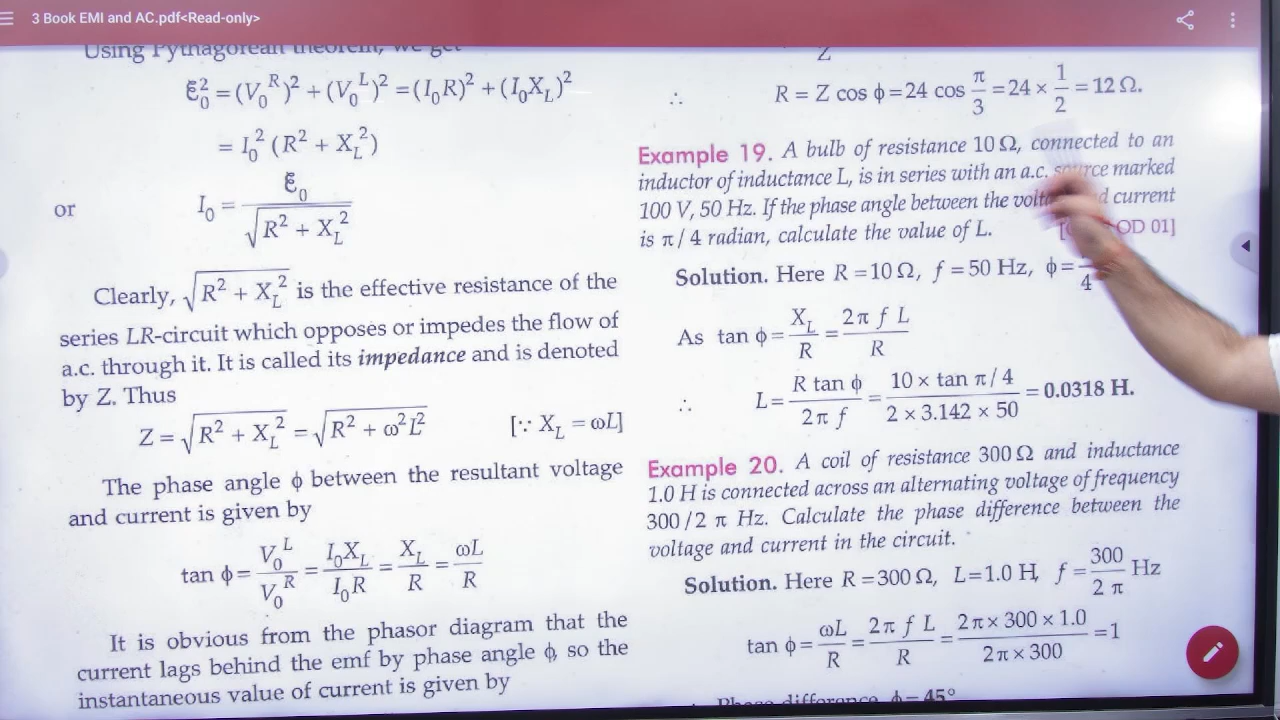 3 Book EMI and AC.pdf<Read-only>
Using Pythagorean theorem, we get
ℰ₀² = (V₀ᴿ)² + (V₀ᴸ)² = (I₀R)² + (I₀X_L)²
= I₀² (R² + X_L²)
or I₀ = ℰ₀ / √(R² + X_L²)
Clearly, √(R² + X_L²) is the effective resistance of the
series LR-circuit which opposes or impedes the flow of
a.c. through it. It is called its impedance and is denoted
by Z. Thus
Z = √(R² + X_L²) = √(R² + ω²L²) [∵ X_L = ωL]
The phase angle ϕ between the resultant voltage
and current is given by
tan ϕ = V₀ᴸ / V₀ᴿ = I₀X_L / I₀R = X_L / R = ωL / R
It is obvious from the phasor diagram that the
current lags behind the emf by phase angle ϕ, so the
instantaneous value of current is given by
Z
∴ R = Z cos ϕ = 24 cos π/3 = 24 × 1/2 = 12 Ω.
Example 19. A bulb of resistance 10 Ω, connected to an
inductor of inductance L, is in series with an a.c. source marked
100 V, 50 Hz. If the phase angle between the current
is π/4 radian, calculate the value of L. OD 01]
Solution. Here R = 10 Ω, f = 50 Hz, ϕ = /4
As tan ϕ = X_L / R = 2π f L / R
∴ L = R tan ϕ / 2π f = 10 × tan π/4 / 2 × 3.142 × 50 = 0.0318 H.
Example 20. A coil of resistance 300 Ω and inductance
1.0 H is connected across an alternating voltage of frequency
300/2 π Hz. Calculate the phase difference between the
voltage and current in the circuit.
Solution. Here R = 300 Ω, L = 1.0 H, f = 300 / 2 π Hz
tan ϕ = ωL / R = 2π f L / R = 2π × 300 × 1.0 / 2π × 300 = 1
∴ Phase difference, ϕ = 45°